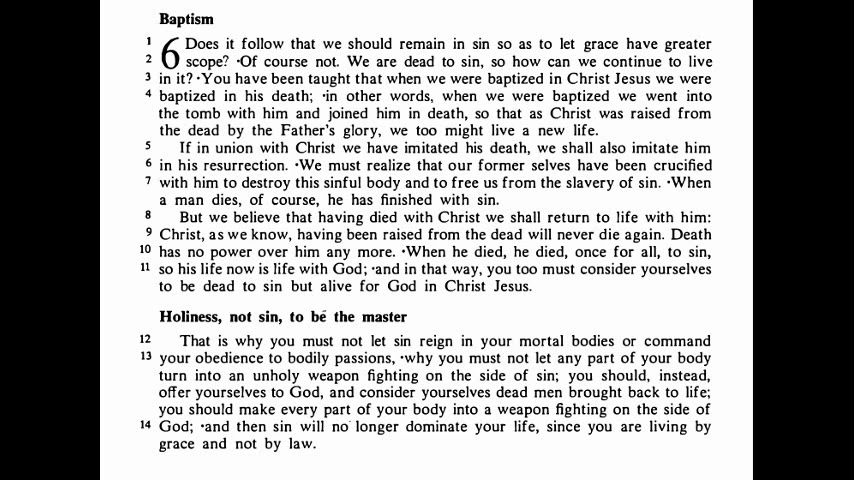 Baptism
1 6 Does it follow that we should remain in sin so as to let grace have greater
2 scope? ·Of course not. We are dead to sin, so how can we continue to live
3 in it? ·You have been taught that when we were baptized in Christ Jesus we were
4 baptized in his death; ·in other words, when we were baptized we went into
the tomb with him and joined him in death, so that as Christ was raised from
the dead by the Father's glory, we too might live a new life.
5 If in union with Christ we have imitated his death, we shall also imitate him
6 in his resurrection. ·We must realize that our former selves have been crucified
7 with him to destroy this sinful body and to free us from the slavery of sin. ·When
a man dies, of course, he has finished with sin.
8 But we believe that having died with Christ we shall return to life with him:
9 Christ, as we know, having been raised from the dead will never die again. Death
10 has no power over him any more. ·When he died, he died, once for all, to sin,
11 so his life now is life with God; ·and in that way, you too must consider yourselves
to be dead to sin but alive for God in Christ Jesus.
Holiness, not sin, to be the master
12 That is why you must not let sin reign in your mortal bodies or command
13 your obedience to bodily passions, ·why you must not let any part of your body
turn into an unholy weapon fighting on the side of sin; you should, instead,
offer yourselves to God, and consider yourselves dead men brought back to life;
you should make every part of your body into a weapon fighting on the side of
14 God; ·and then sin will no longer dominate your life, since you are living by
grace and not by law.